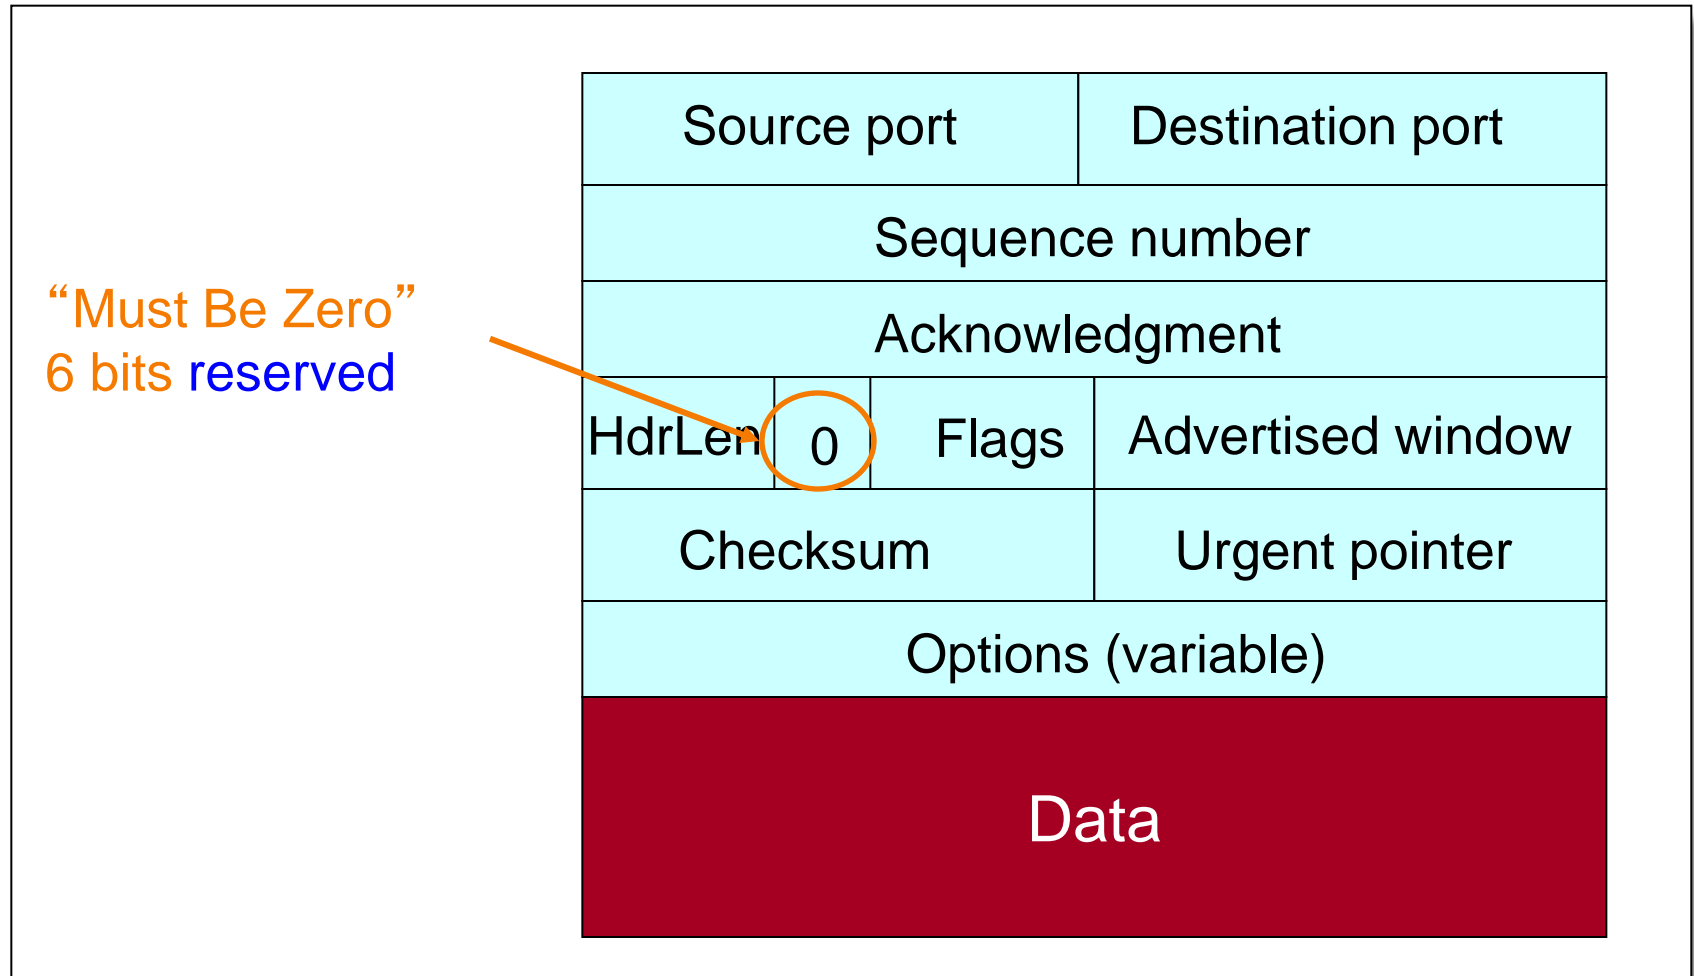 Source port
Destination port
Sequence number
“Must Be Zero”
6 bits reserved
Acknowledgment
HdrLen
0
Flags
Advertised window
Checksum
Urgent pointer
Options (variable)
Data